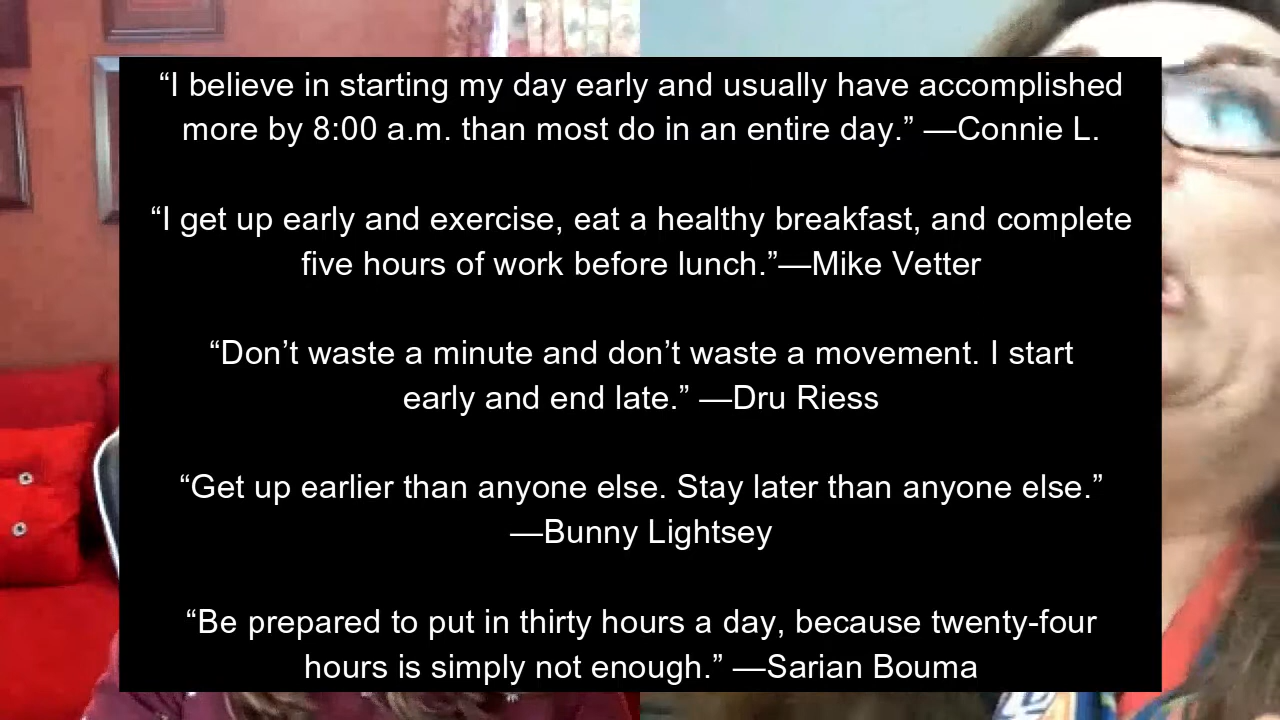 “I believe in starting my day early and usually have accomplished
more by 8:00 a.m. than most do in an entire day.” —Connie L.
“I get up early and exercise, eat a healthy breakfast, and complete
five hours of work before lunch.”—Mike Vetter
“Don’t waste a minute and don’t waste a movement. I start
early and end late.” —Dru Riess
“Get up earlier than anyone else. Stay later than anyone else.”
—Bunny Lightsey
“Be prepared to put in thirty hours a day, because twenty-four
hours is simply not enough.” —Sarian Bouma